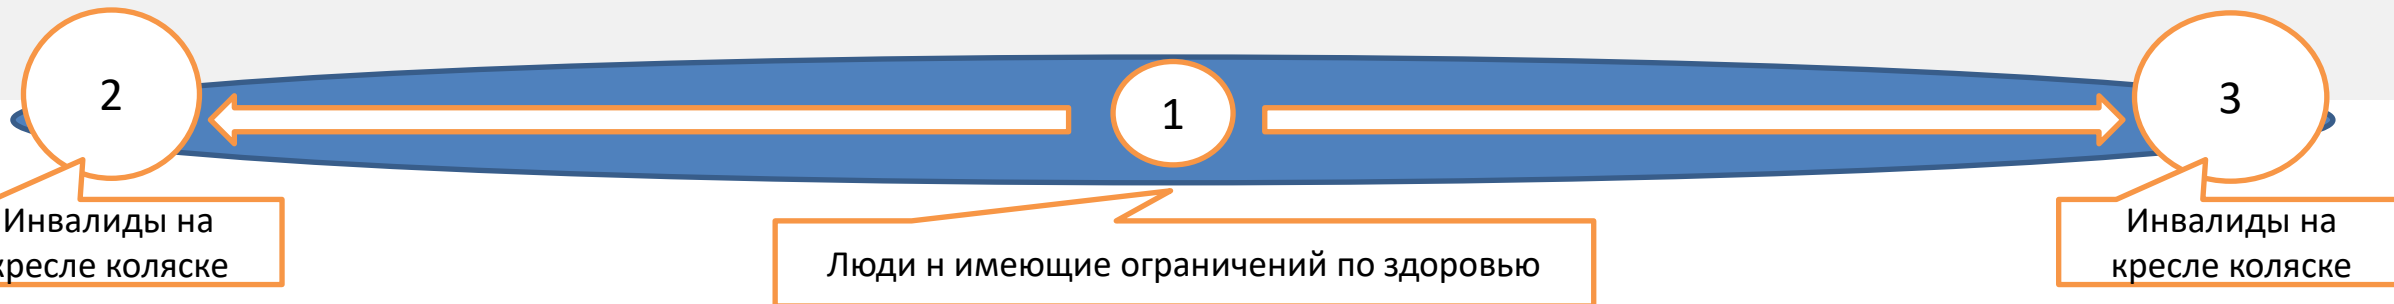 2
1
3
Инвалиды на
кресле коляске
Люди н имеющие ограничений по здоровью
Инвалиды на
кресле коляске